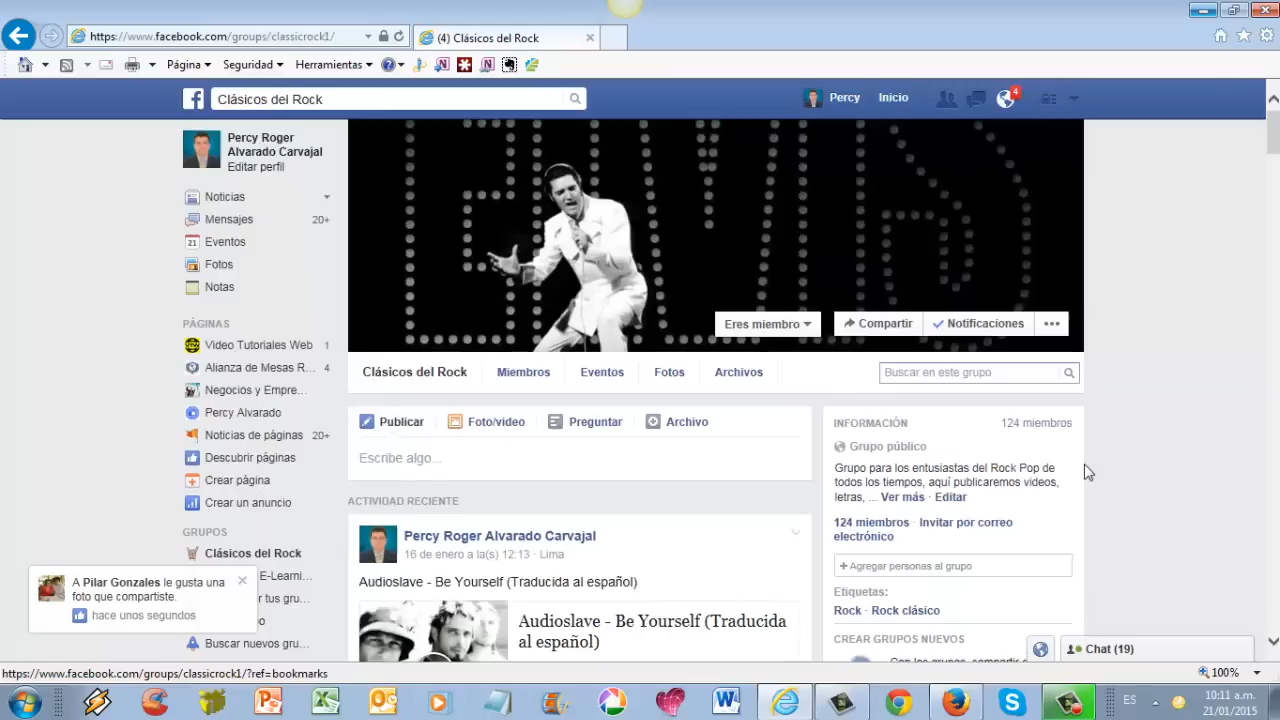 https://www.facebook.com/groups/classicrock1/
(4) Clásicos del Rock
Página
Seguridad
Herramientas
Clásicos del Rock
Percy
Inicio
4
Percy Roger
Alvarado Carvajal
Editar perfil
Noticias
Mensajes 20+
21 Eventos
Fotos
Notas
PÁGINAS
Video Tutoriales Web 1
Alianza de Mesas R... 4
Negocios y Empre...
Percy Alvarado
Noticias de páginas 20+
Descubrir páginas
Crear página
Crear un anuncio
GRUPOS
Clásicos del Rock
E-Learni...
r tus gru...
o
Buscar nuevos gru...
A Pilar Gonzales le gusta una
foto que compartiste.
hace unos segundos
ELVIS
Eres miembro
Compartir
Notificaciones
Clásicos del Rock
Miembros
Eventos
Fotos
Archivos
Buscar en este grupo
Publicar
Foto/video
Preguntar
Archivo
Escribe algo...
ACTIVIDAD RECIENTE
Percy Roger Alvarado Carvajal
16 de enero a la(s) 12:13 · Lima
Audioslave - Be Yourself (Traducida al español)
Audioslave - Be Yourself (Traducida
al español)
INFORMACIÓN 124 miembros
Grupo público
Grupo para los entusiastas del Rock Pop de
todos los tiempos, aquí publicaremos videos,
letras, ... Ver más · Editar
124 miembros · Invitar por correo
electrónico
+ Agregar personas al grupo
Etiquetas:
Rock · Rock clásico
CREAR GRUPOS NUEVOS
Chat (19)
https://www.facebook.com/groups/classicrock1/?ref=bookmarks
100%
ES
10:11 a.m.
21/01/2015